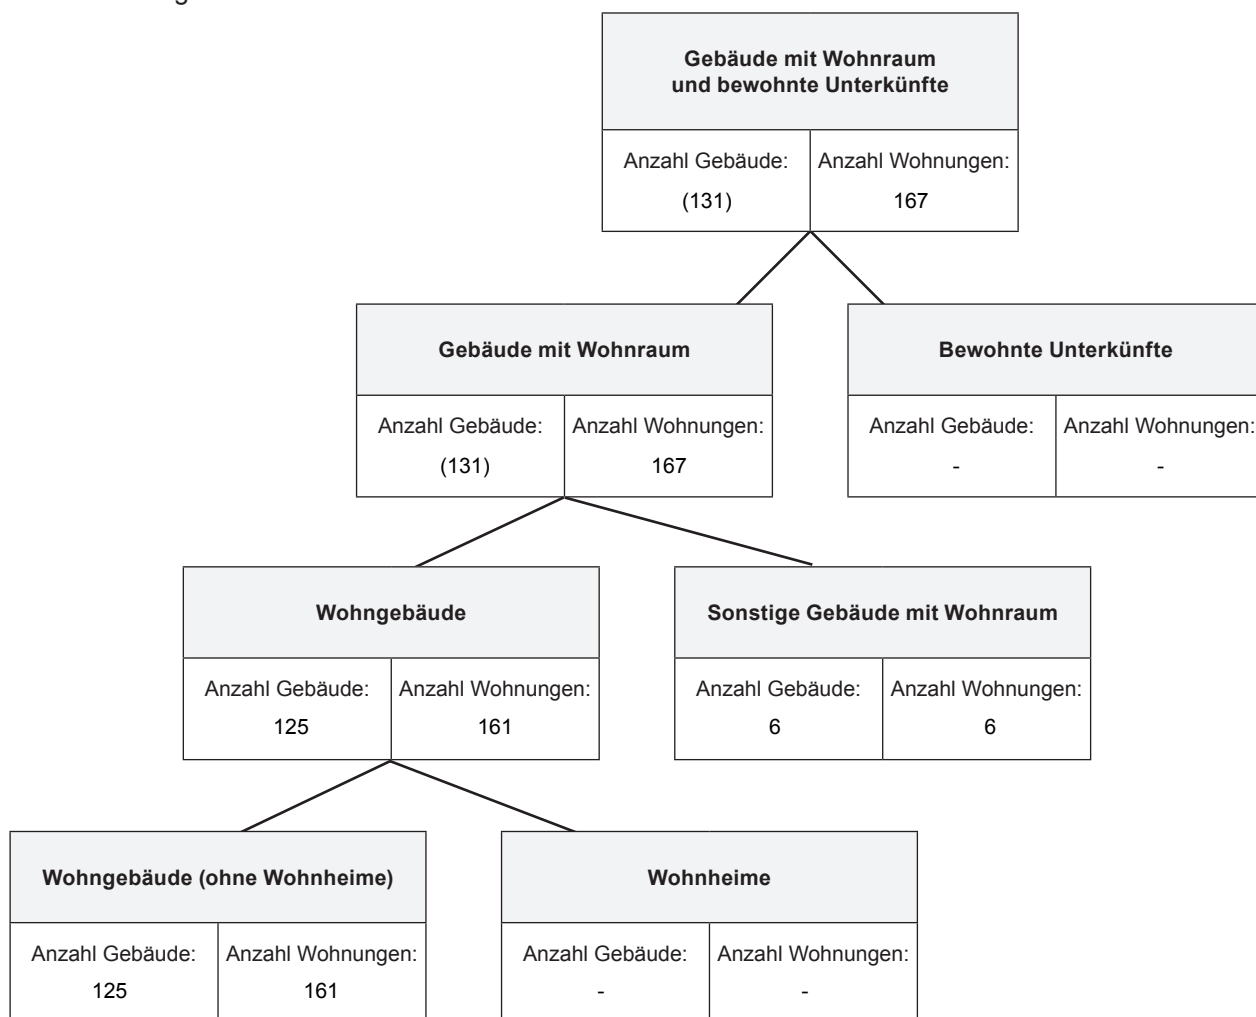 Gebäude mit Wohnraum
und bewohnte Unterkünfte
Anzahl Gebäude: Anzahl Wohnungen:
(131) 167
Gebäude mit Wohnraum Bewohnte Unterkünfte
Anzahl Gebäude: Anzahl Wohnungen: Anzahl Gebäude: Anzahl Wohnungen:
(131) 167 - -
Wohngebäude Sonstige Gebäude mit Wohnraum
Anzahl Gebäude: Anzahl Wohnungen: Anzahl Gebäude: Anzahl Wohnungen:
125 161 6 6
Wohngebäude (ohne Wohnheime) Wohnheime
Anzahl Gebäude: Anzahl Wohnungen: Anzahl Gebäude: Anzahl Wohnungen:
125 161 - -